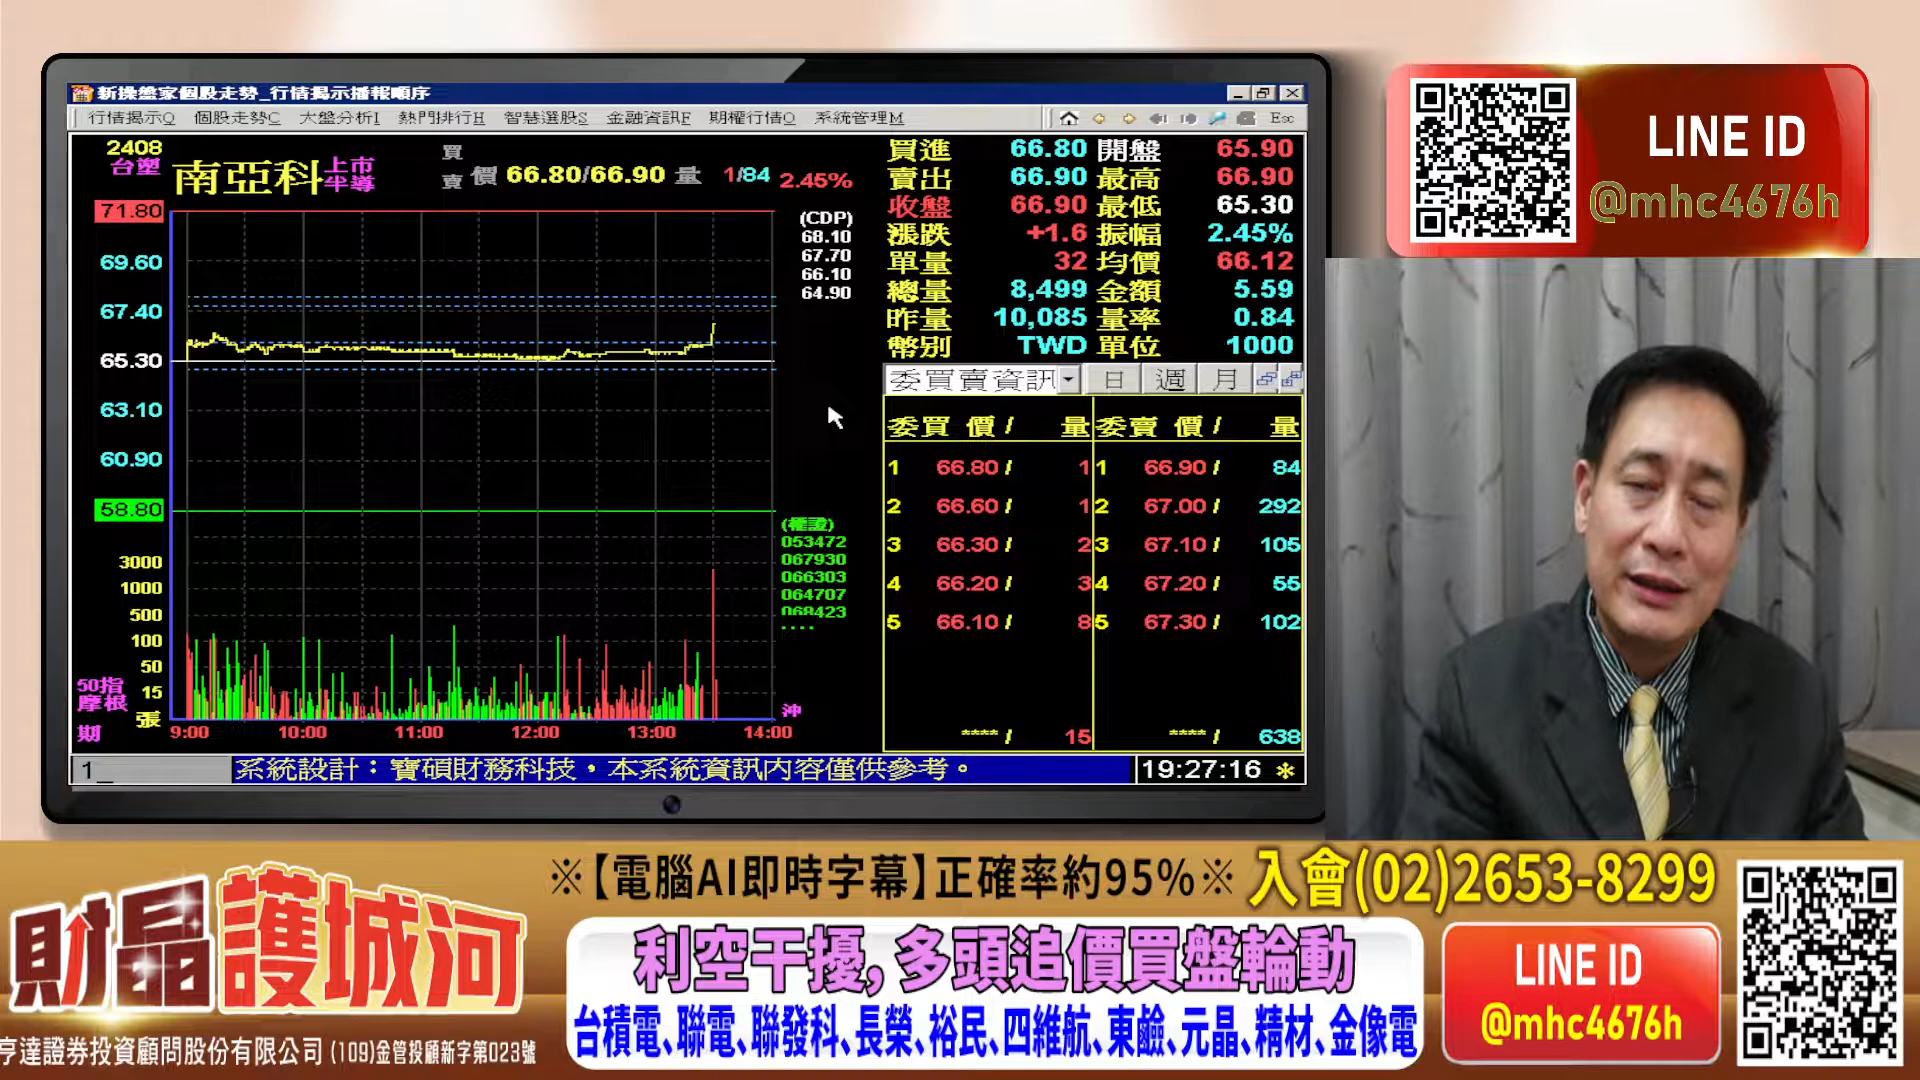 新操盤家個股走勢_行情揭示播報順序
行情揭示Q 個股走勢C 大盤分析I 熱門排行H 智慧選股S 金融資訊F 期權行情O 系統管理M Esc
2408
台塑
南亞科
上市
半導
買
賣
價 66.80/66.90 量 1/84 2.45%
71.80
69.60
67.40
65.30
63.10
60.90
58.80
3000
1000
500
100
50
15
張
50指
摩根
期
(CDP)
68.10
67.70
66.10
64.90
(權證)
053472
067930
066303
064707
068423
....
沖
9:00 10:00 11:00 12:00 13:00 14:00
買進 66.80 開盤 65.90
賣出 66.90 最高 66.90
收盤 66.90 最低 65.30
漲跌 +1.6 振幅 2.45%
單量 32 均價 66.12
總量 8,499 金額 5.59
昨量 10,085 量率 0.84
幣別 TWD 單位 1000
委買賣資訊 日 週 月
委買 價/ 量 委賣 價/ 量
1 66.80/ 1 1 66.90/ 84
2 66.60/ 1 2 67.00/ 292
3 66.30/ 2 3 67.10/ 105
4 66.20/ 3 4 67.20/ 55
5 66.10/ 8 5 67.30/ 102
****/ 15 ****/ 638
1_ 系統設計：寶碩財務科技，本系統資訊內容僅供參考。 19:27:16 *
LINE ID
@mhc4676h
※【電腦AI即時字幕】正確率約95%※ 入會(02)2653-8299
財晶護城河
利空干擾,多頭追價買盤輪動
台積電、聯電、聯發科、長榮、裕民、四維航、東鹼、元晶、精材、金像電
亨達證券投資顧問股份有限公司 (109)金管投顧新字第023號
LINE ID
@mhc4676h